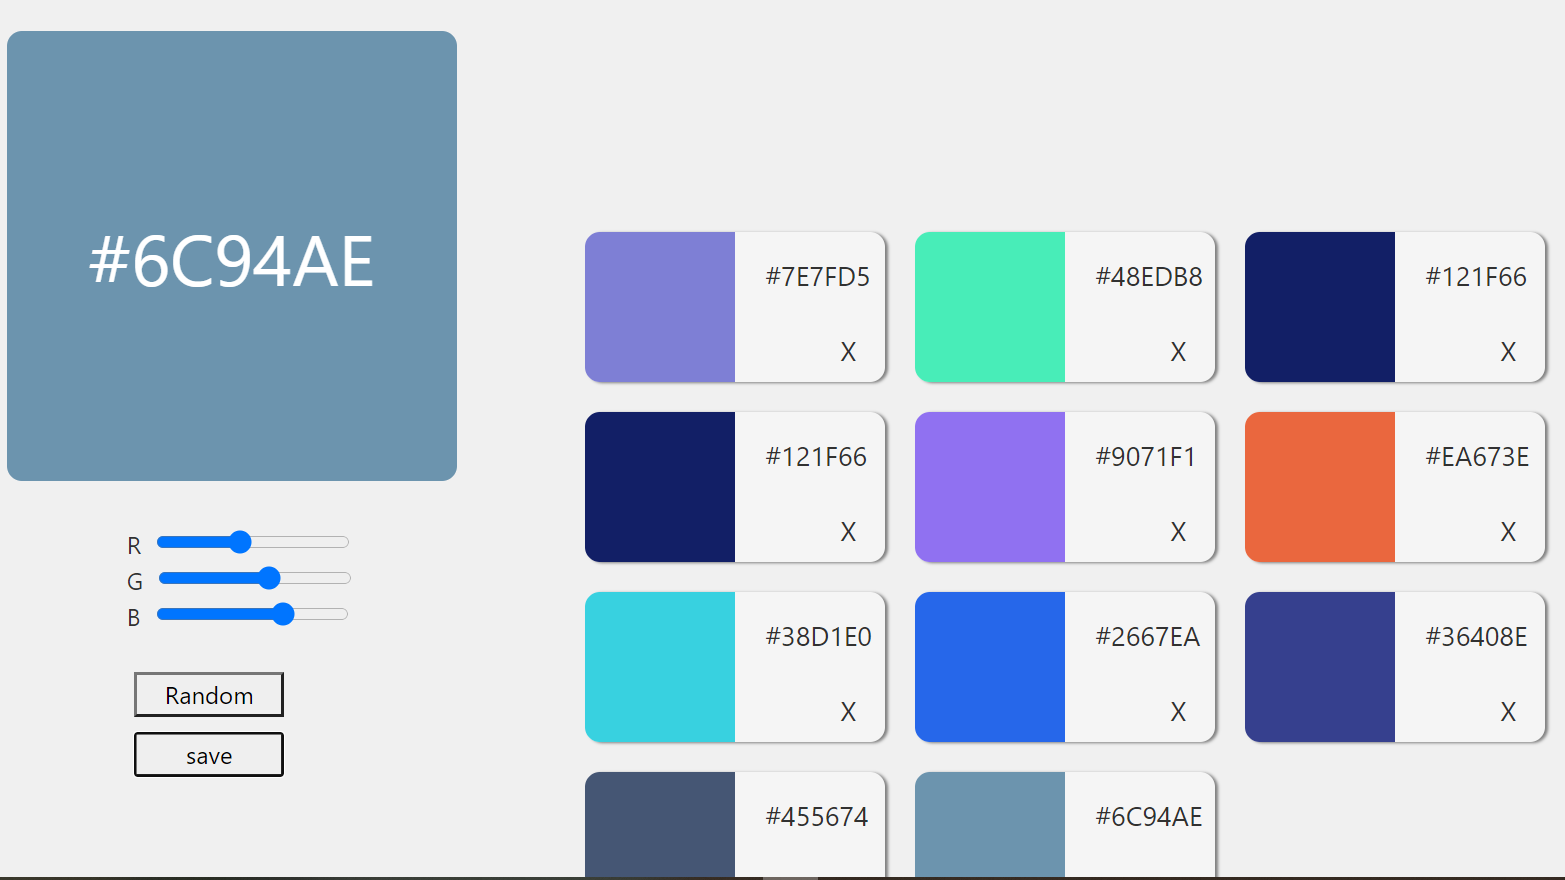 #6C94AE
R
G
B
Random
save
#7E7FD5
X
#48EDB8
X
#121F66
X
#121F66
X
#9071F1
X
#EA673E
X
#38D1E0
X
#2667EA
X
#36408E
X
#455674
#6C94AE